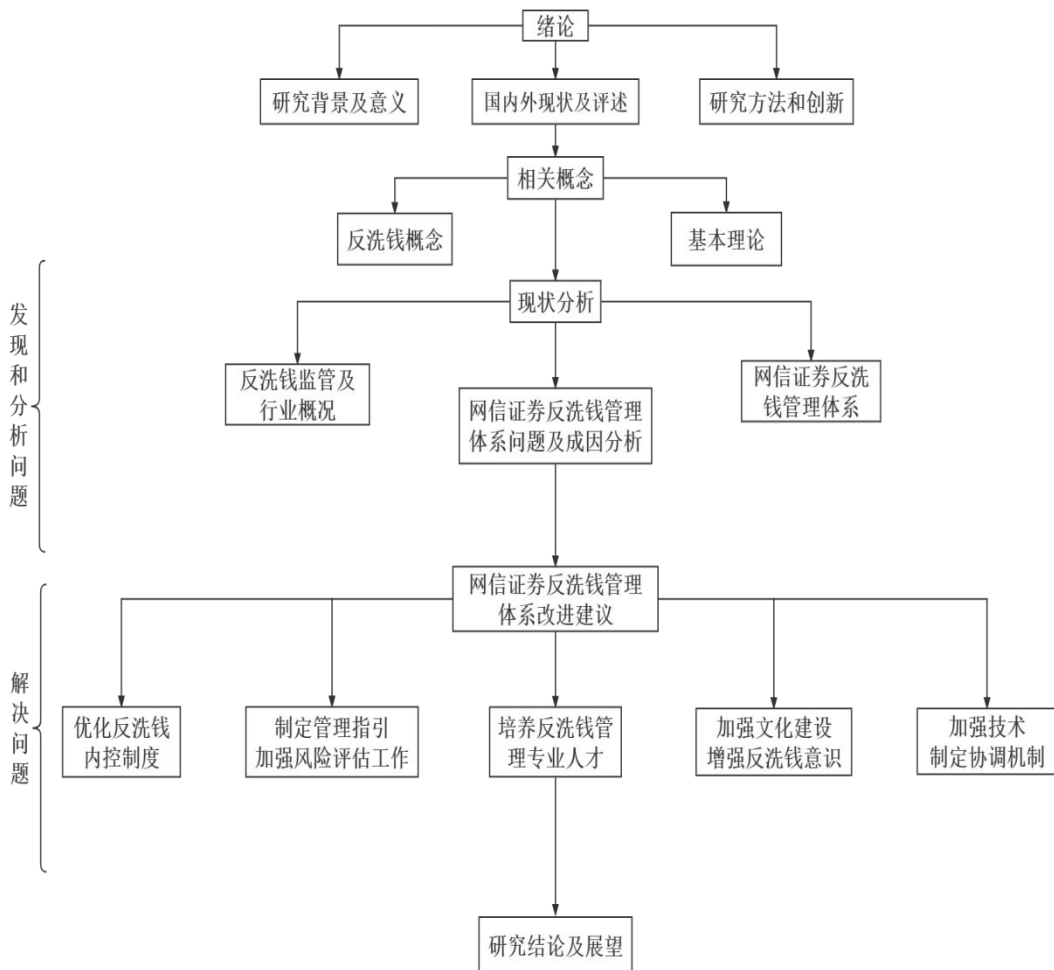 绪论
研究背景及意义
国内外现状及评述
研究方法和创新
相关概念
反洗钱概念
基本理论
发现和分析问题
现状分析
反洗钱监管及
行业概况
网信证券反洗钱管理
体系问题及成因分析
网信证券反洗
钱管理体系
解决问题
网信证券反洗钱管理
体系改进建议
优化反洗钱
内控制度
制定管理指引
加强风险评估工作
培养反洗钱管
理专业人才
加强文化建设
增强反洗钱意识
加强技术
制定协调机制
研究结论及展望